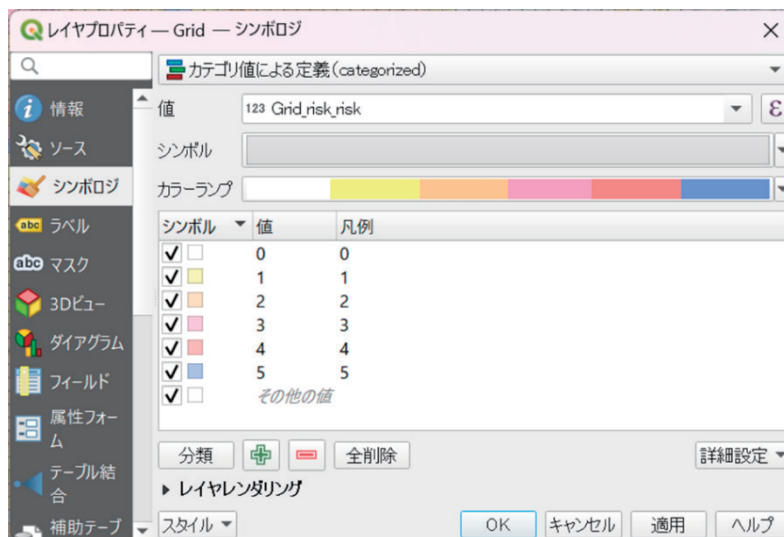 レイヤプロパティ — Grid — シンボロジ
カテゴリ値による定義(categorized)
情報
値
123 Grid_risk_risk
ε
ソース
シンボル
シンボロジ
カラーランプ
abc ラベル
シンボル 値 凡例
0 0
abc マスク
1 1
3Dビュー
2 2
3 3
ダイアグラム
4 4
フィールド
5 5
その他の値
属性フォー
ム
分類
全削除
詳細設定
テーブル結
合
レイヤレンダリング
補助テーブ
スタイル
OK
キャンセル
適用
ヘルプ